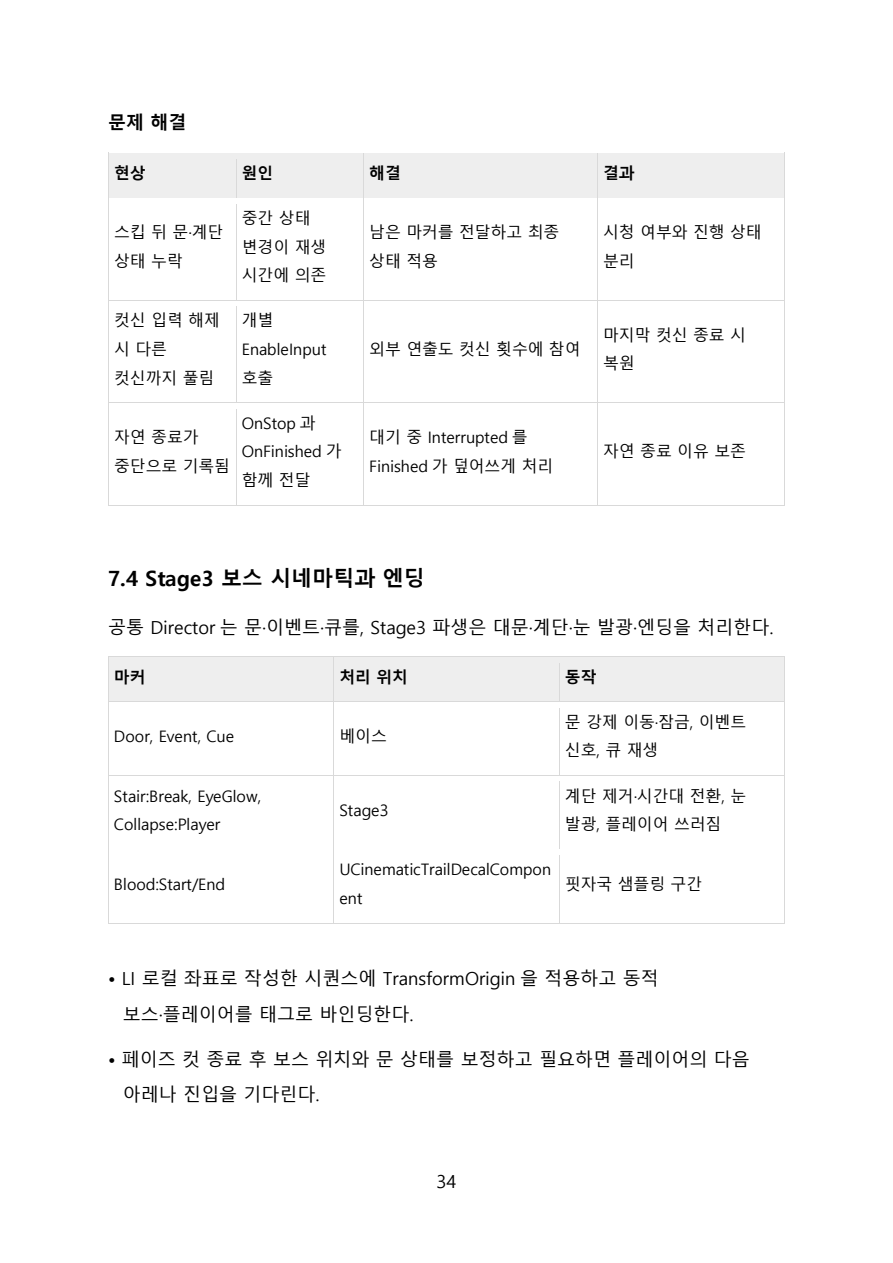 문제 해결
현상 원인 해결 결과
스킵 뒤 문·계단
상태 누락
중간 상태
변경이 재생
시간에 의존
남은 마커를 전달하고 최종
상태 적용
시청 여부와 진행 상태
분리
컷신 입력 해제
시 다른
컷신까지 풀림
개별
EnableInput
호출
외부 연출도 컷신 횟수에 참여
마지막 컷신 종료 시
복원
자연 종료가
중단으로 기록됨
OnStop 과
OnFinished 가
함께 전달
대기 중 Interrupted 를
Finished 가 덮어쓰게 처리
자연 종료 이유 보존
7.4 Stage3 보스 시네마틱과 엔딩
공통 Director 는 문·이벤트·큐를, Stage3 파생은 대문·계단·눈 발광·엔딩을 처리한다.
마커 처리 위치 동작
Door, Event, Cue
베이스
문 강제 이동·잠금, 이벤트
신호, 큐 재생
Stair:Break, EyeGlow,
Collapse:Player
Stage3
계단 제거·시간대 전환, 눈
발광, 플레이어 쓰러짐
Blood:Start/End
UCinematicTrailDecalCompon
ent
핏자국 샘플링 구간
• LI 로컬 좌표로 작성한 시퀀스에 TransformOrigin 을 적용하고 동적
보스·플레이어를 태그로 바인딩한다.
• 페이즈 컷 종료 후 보스 위치와 문 상태를 보정하고 필요하면 플레이어의 다음
아레나 진입을 기다린다.
34